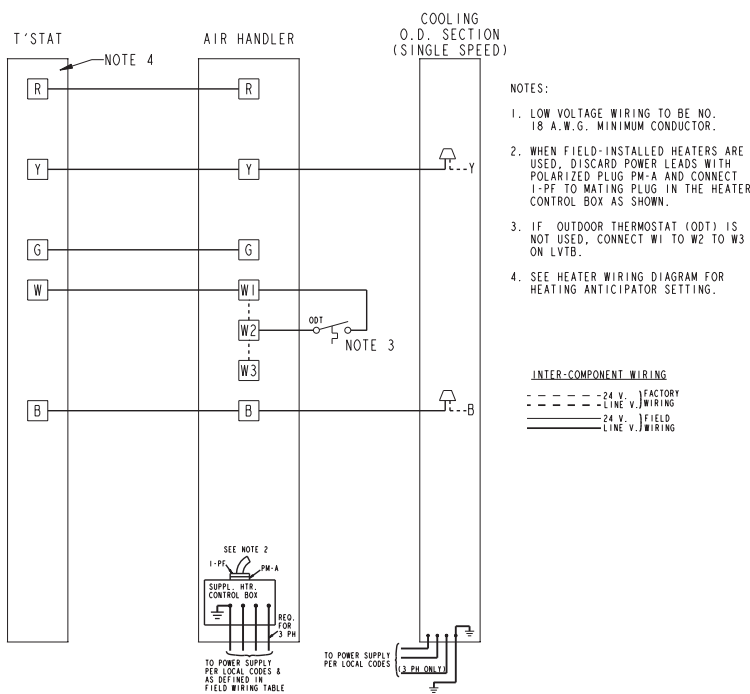 T'STAT
AIR HANDLER
COOLING
O.D. SECTION
(SINGLE SPEED)
NOTE 4
R
R
Y
Y
Y
G
G
W
W1
ODT
W2
NOTE 3
W3
B
B
B
NOTES:
1. LOW VOLTAGE WIRING TO BE NO.
18 A.W.G. MINIMUM CONDUCTOR.
2. WHEN FIELD-INSTALLED HEATERS ARE
USED, DISCARD POWER LEADS WITH
POLARIZED PLUG PM-A AND CONNECT
1-PF TO MATING PLUG IN THE HEATER
CONTROL BOX AS SHOWN.
3. IF OUTDOOR THERMOSTAT (ODT) IS
NOT USED, CONNECT W1 TO W2 TO W3
ON LVTB.
4. SEE HEATER WIRING DIAGRAM FOR
HEATING ANTICIPATOR SETTING.
INTER-COMPONENT WIRING
24 V. } FACTORY
LINE V. } WIRING
24 V. } FIELD
LINE V. } WIRING
SEE NOTE 2
1-PF
PM-A
SUPPL. HTR.
CONTROL BOX
REQ.
FOR
3 PH
TO POWER SUPPLY
PER LOCAL CODES &
AS DEFINED IN
FIELD WIRING TABLE
TO POWER SUPPLY
PER LOCAL CODES
(3 PH ONLY)